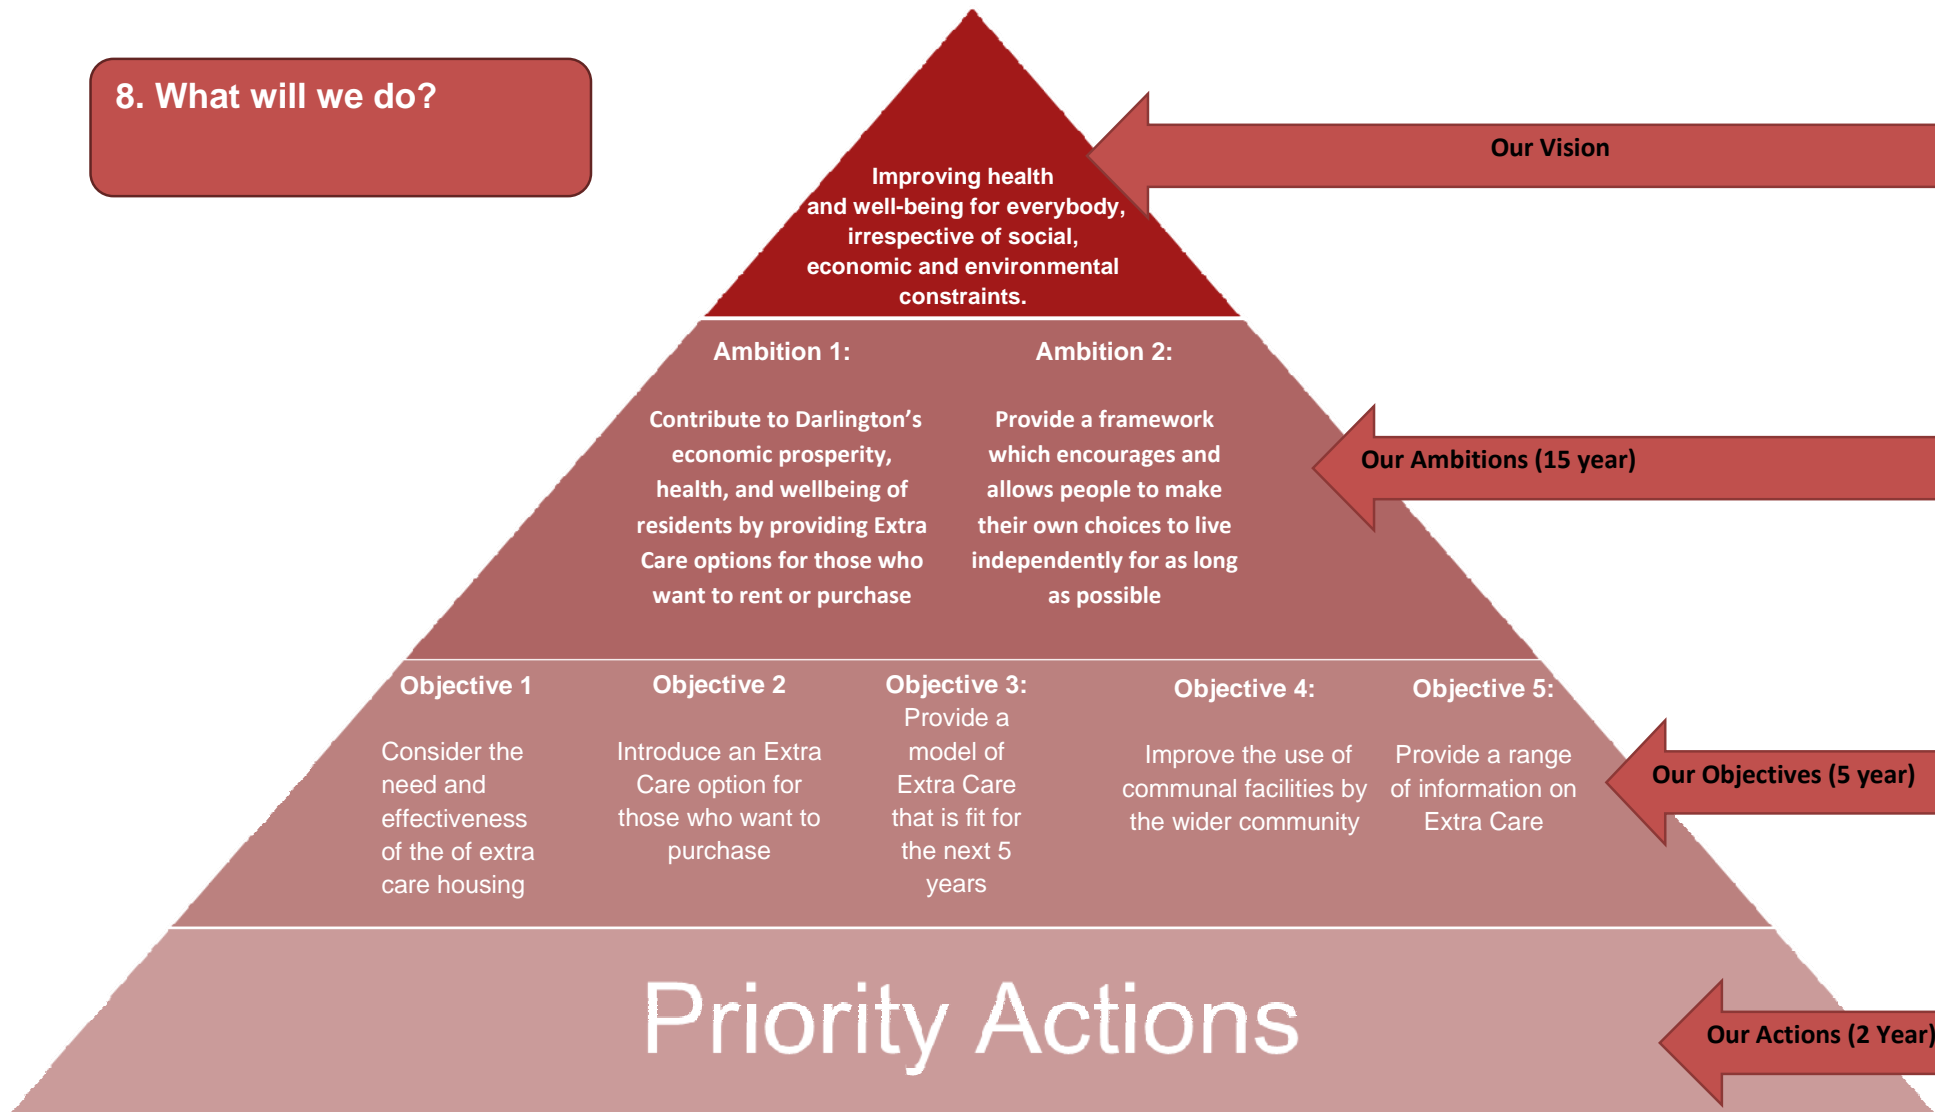 8. What will we do?
Our Vision
Improving health
and well-being for everybody,
irrespective of social,
economic and environmental
constraints.
Ambition 1:
Contribute to Darlington’s
economic prosperity,
health, and wellbeing of
residents by providing Extra
Care options for those who
want to rent or purchase
Ambition 2:
Provide a framework
which encourages and
allows people to make
their own choices to live
independently for as long
as possible
Our Ambitions (15 year)
Objective 1
Consider the
need and
effectiveness
of the of extra
care housing
Objective 2
Introduce an Extra
Care option for
those who want to
purchase
Objective 3:
Provide a
model of
Extra Care
that is fit for
the next 5
years
Objective 4:
Improve the use of
communal facilities by
the wider community
Objective 5:
Provide a range
of information on
Extra Care
Our Objectives (5 year)
Priority Actions
Our Actions (2 Year)